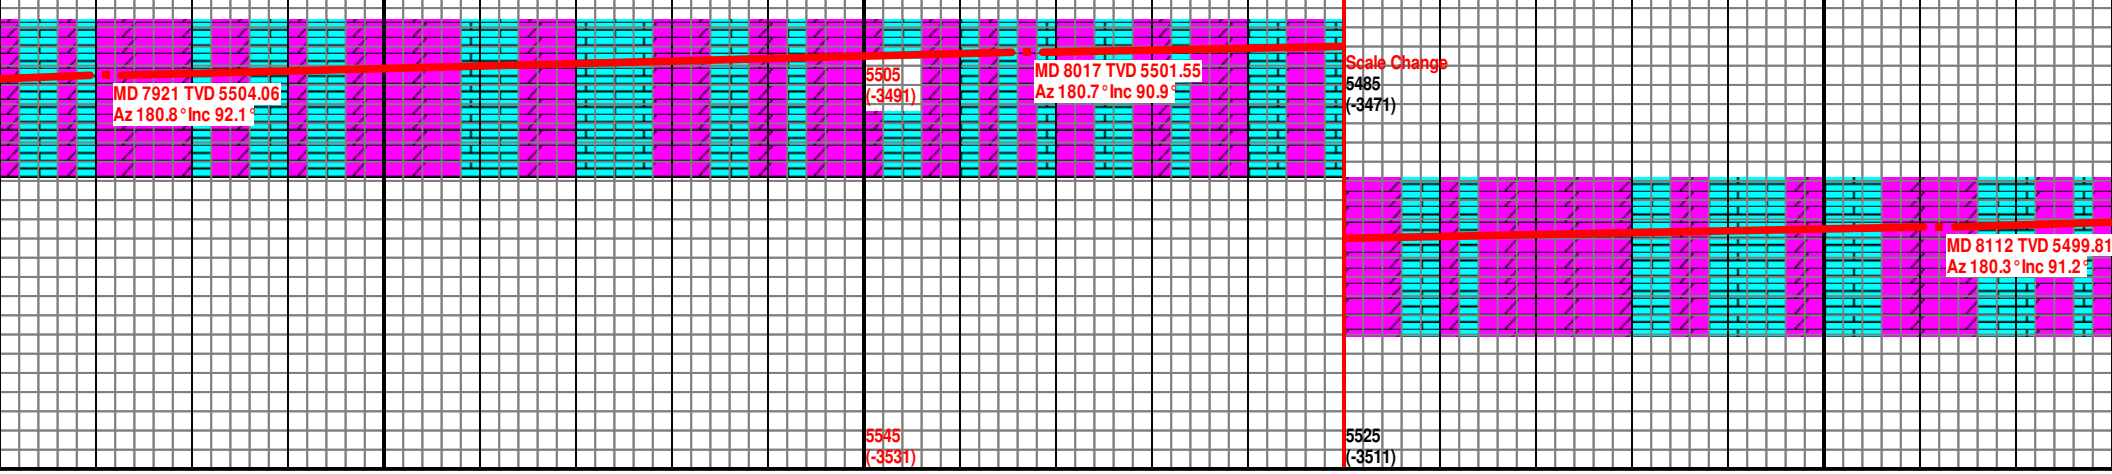 MD 7921 TVD 5504.06
Az 180.8° Inc 92.1°
5505
(-3491)
MD 8017 TVD 5501.55
Az 180.7° Inc 90.9°
Scale Change
5485
(-3471)
MD 8112 TVD 5499.81
Az 180.3° Inc 91.2°
5545
(-3531)
5525
(-3511)